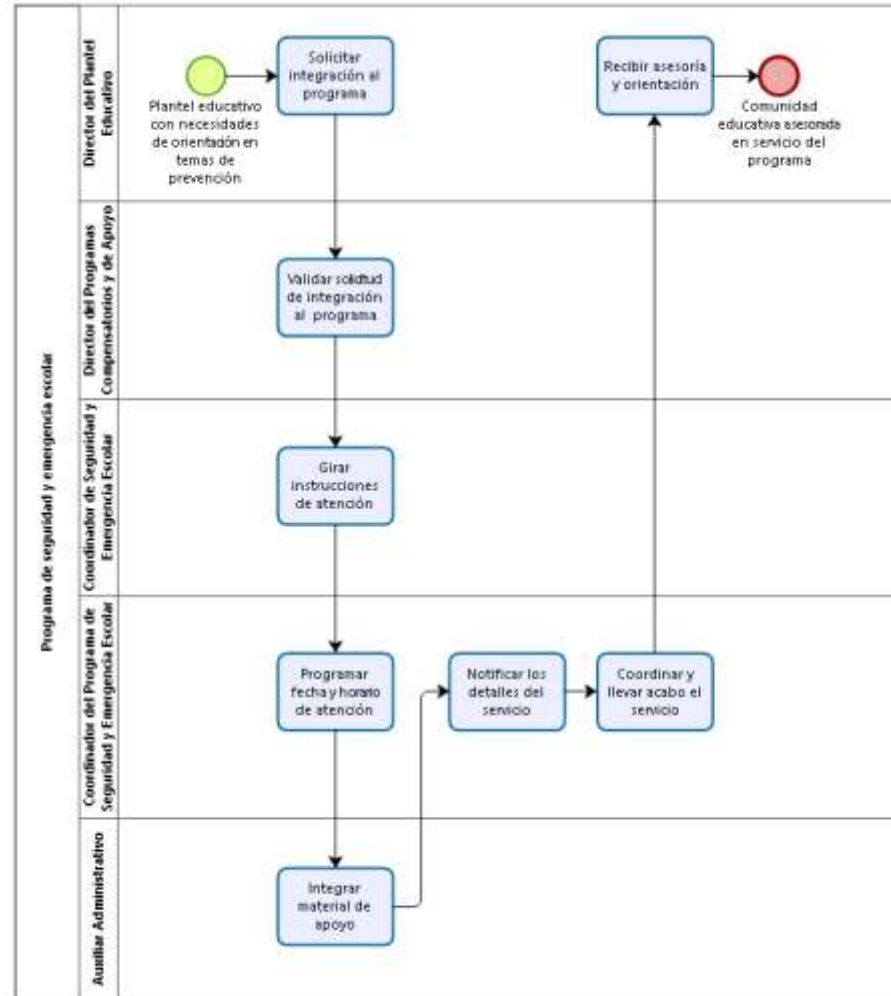 Programa de seguridad y emergencia escolar
Director del Plantel
Educativo
Plantel educativo
con necesidades
de orientación en
temas de
prevención
Solicitar
integración al
programa
Recibir asesoría
y orientación
Comunidad
educativa asesorada
en servicio del
programa
Director del Programas
Compensatorios y de Apoyo
Validar solicitud
de integración
al programa
Coordinador de Seguridad y
Emergencia Escolar
Girar
instrucciones
de atención
Coordinador del Programa de
Seguridad y Emergencia Escolar
Programar
fecha y horario
de atención
Notificar los
detalles del
servicio
Coordinar y
llevar acabo el
servicio
Auxiliar Administrativo
Integrar
material de
apoyo